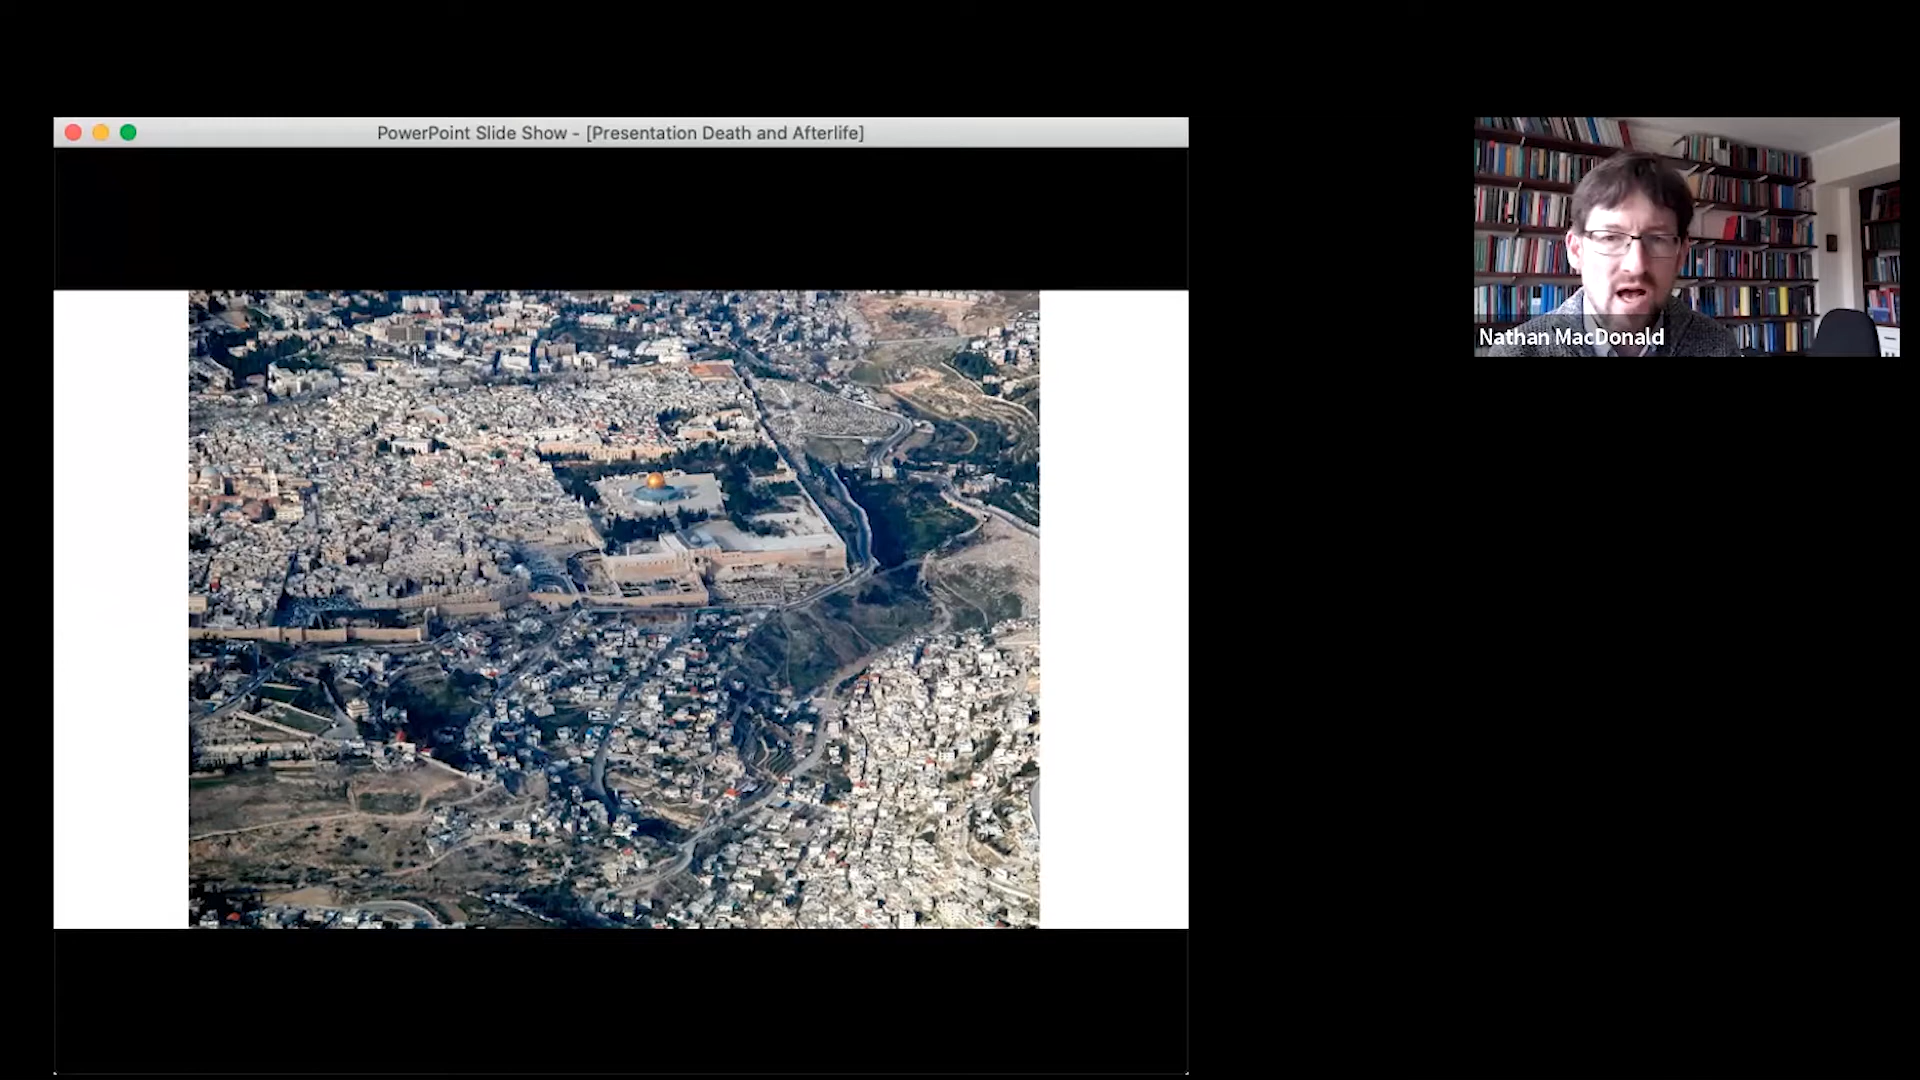 PowerPoint Slide Show - [Presentation Death and Afterlife]
Nathan MacDonald